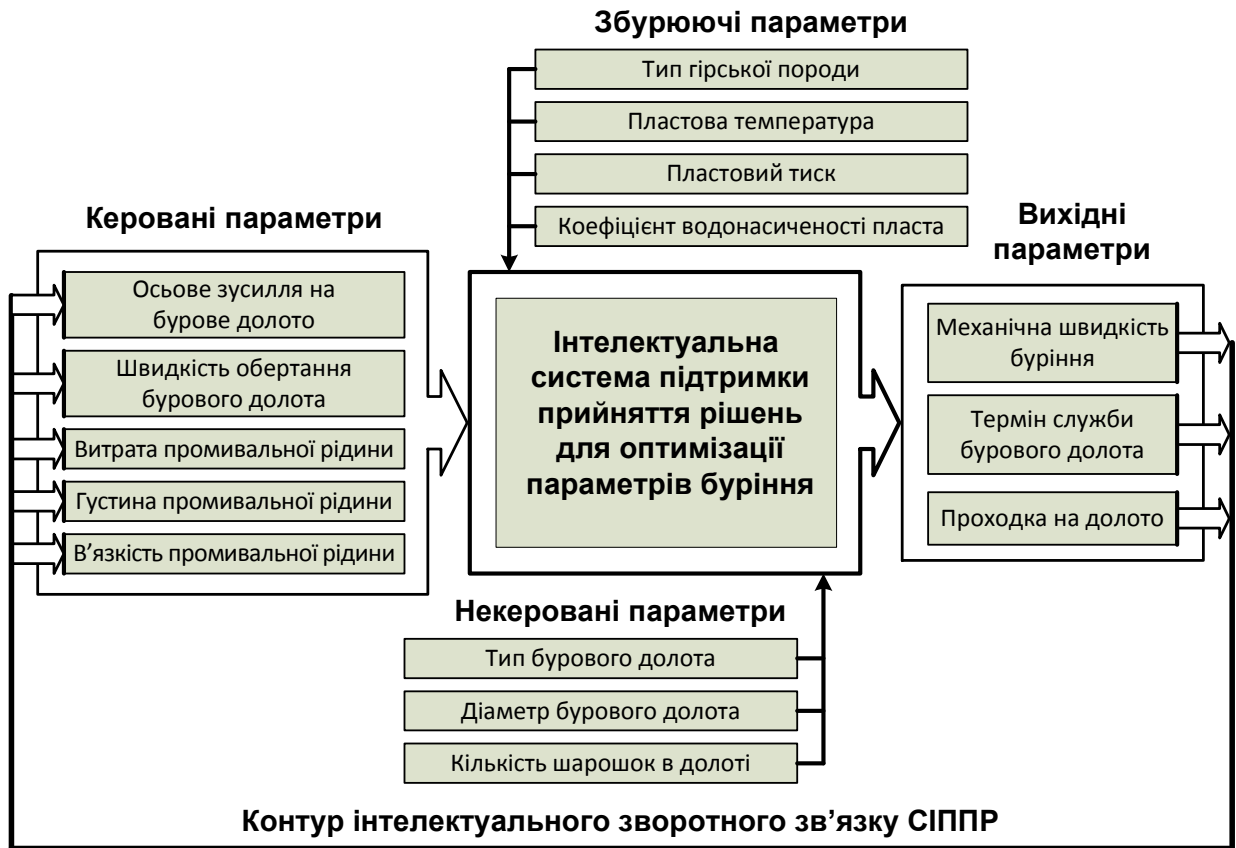 Збурюючі параметри
Тип гірської породи
Пластова температура
Пластовий тиск
Коефіцієнт водонасиченості пласта
Керовані параметри
Осьове зусилля на
бурове долото
Швидкість обертання
бурового долота
Витрата промивальної рідини
Густина промивальної рідини
В’язкість промивальної рідини
Інтелектуальна
система підтримки
прийняття рішень
для оптимізації
параметрів буріння
Вихідні
параметри
Механічна швидкість
буріння
Термін служби
бурового долота
Проходка на долото
Некеровані параметри
Тип бурового долота
Діаметр бурового долота
Кількість шарошок в долоті
Контур інтелектуального зворотного зв’язку СІППР